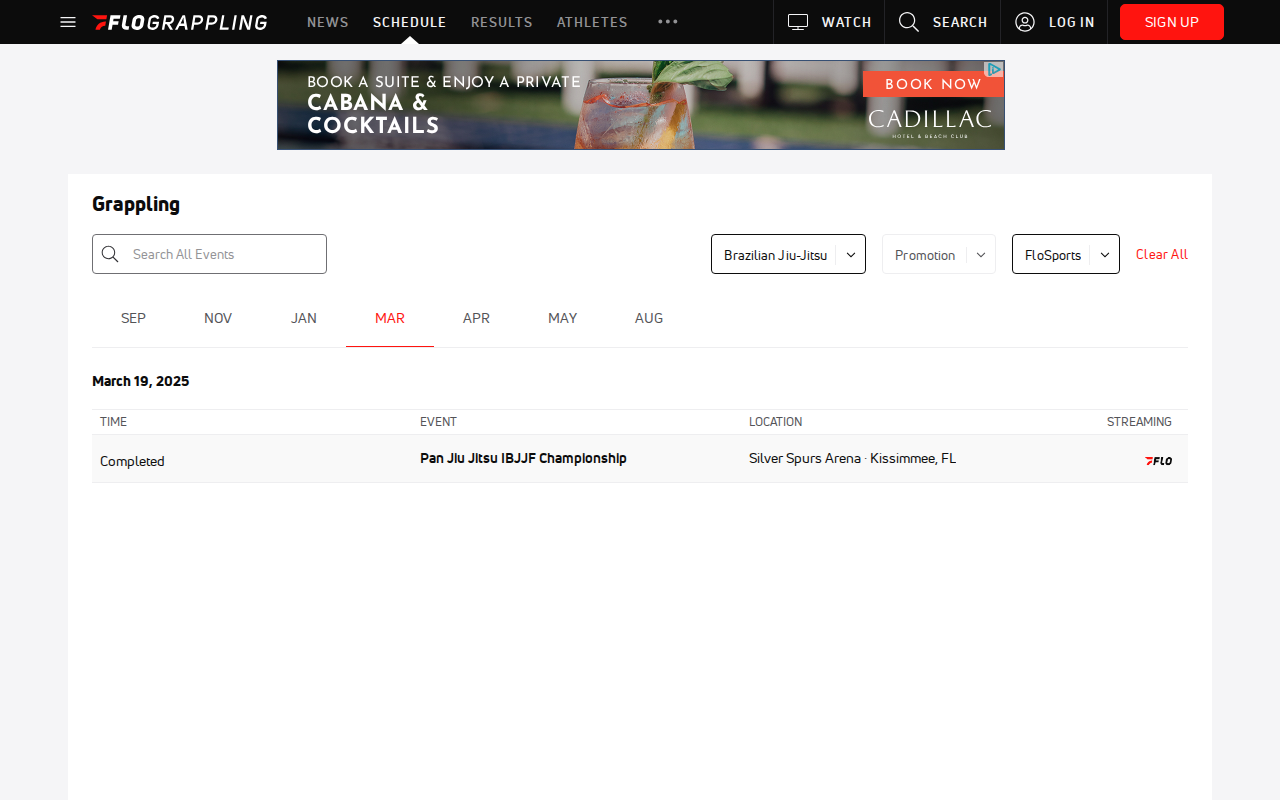 FLOGRAPPLING NEWS SCHEDULE RESULTS ATHLETES WATCH SEARCH LOG IN SIGN UP
BOOK A SUITE & ENJOY A PRIVATE
CABANA &
COCKTAILS
BOOK NOW
CADILLAC
HOTEL & BEACH CLUB
Grappling
Search All Events
Brazilian Jiu-Jitsu
Promotion
FloSports
Clear All
SEP NOV JAN MAR APR MAY AUG
March 19, 2025
TIME EVENT LOCATION STREAMING
Completed Pan Jiu Jitsu IBJJF Championship Silver Spurs Arena · Kissimmee, FL FLO